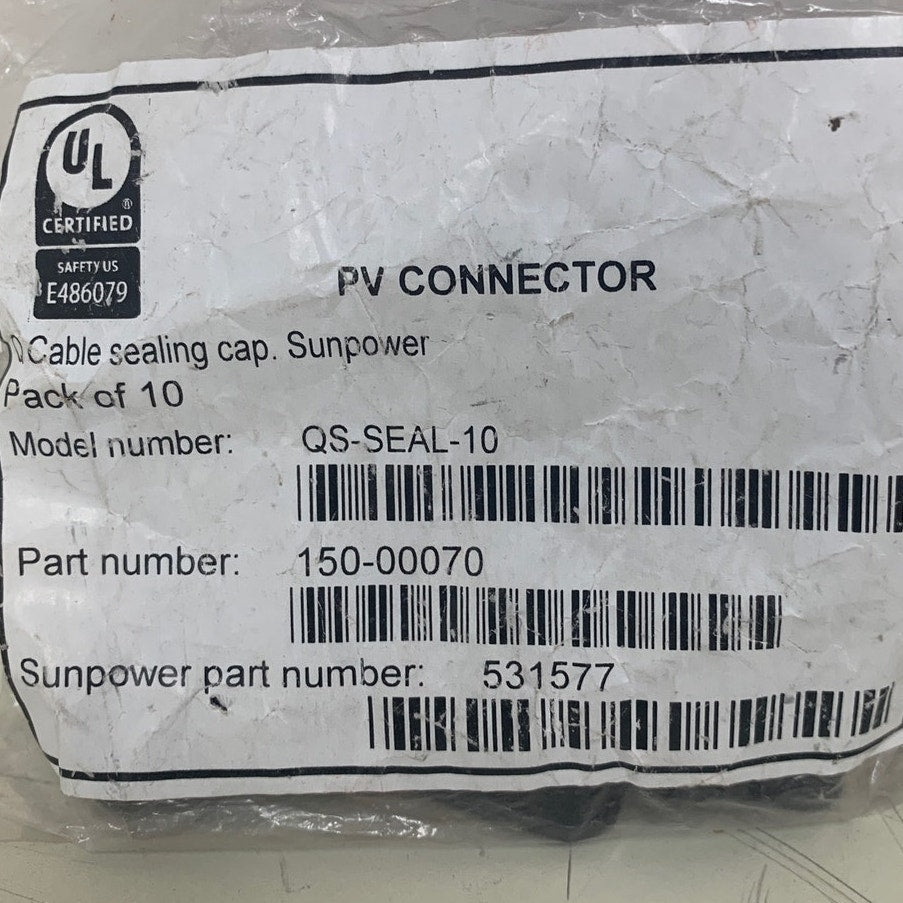 UL
®
CERTIFIED
SAFETY US
E486079
PV CONNECTOR
Cable sealing cap. Sunpower
Pack of 10
Model number: QS-SEAL-10
Part number: 150-00070
Sunpower part number: 531577